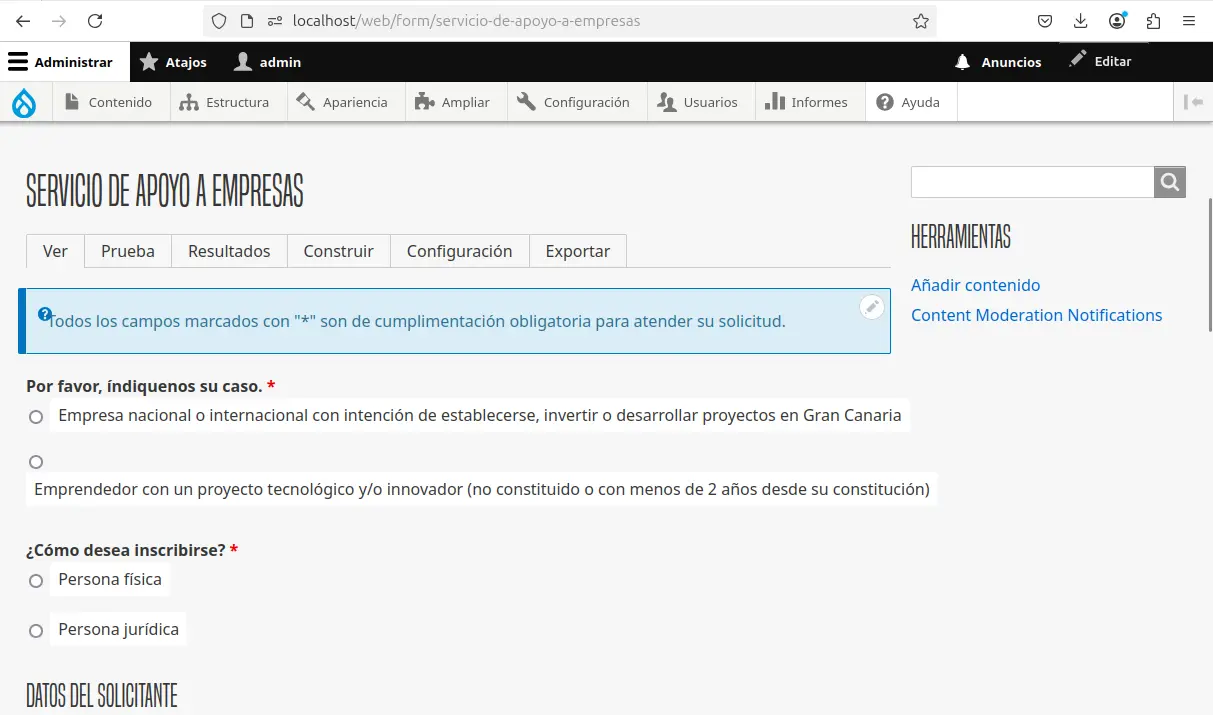 localhost/web/form/servicio-de-apoyo-a-empresas
Administrar Atajos admin Anuncios Editar
Contenido Estructura Apariencia Ampliar Configuración Usuarios Informes Ayuda
SERVICIO DE APOYO A EMPRESAS
Ver Prueba Resultados Construir Configuración Exportar
Todos los campos marcados con "*" son de cumplimentación obligatoria para atender su solicitud.
Por favor, índiquenos su caso. *
Empresa nacional o internacional con intención de establecerse, invertir o desarrollar proyectos en Gran Canaria
Emprendedor con un proyecto tecnológico y/o innovador (no constituido o con menos de 2 años desde su constitución)
¿Cómo desea inscribirse? *
Persona física
Persona jurídica
DATOS DEL SOLICITANTE
HERRAMIENTAS
Añadir contenido
Content Moderation Notifications